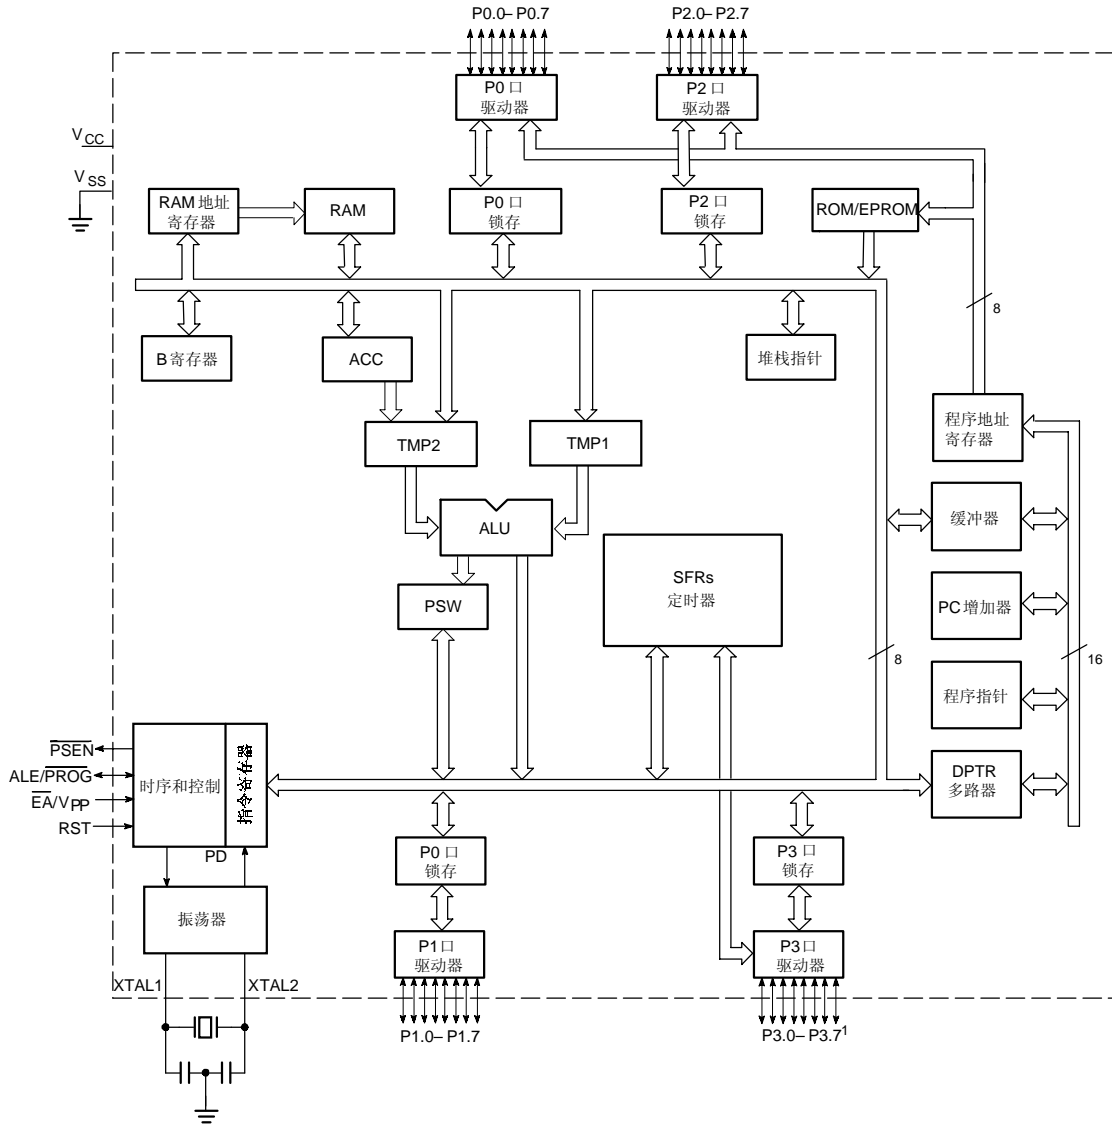 P0.0–P0.7
P2.0–P2.7
P0 口
驱动器
P2 口
驱动器
VCC
VSS
RAM 地址
寄存器
RAM
P0 口
锁存
P2 口
锁存
ROM/EPROM
8
B 寄存器
ACC
堆栈指针
程序地址
寄存器
TMP2
TMP1
ALU
缓冲器
SFRs
定时器
PSW
PC增加器
8
16
程序指针
PSEN
ALE/PROG
EA/VPP
RST
时序和控制
指令寄存器
PD
DPTR
多路器
P0 口
锁存
P3 口
锁存
振荡器
P1 口
驱动器
P3 口
驱动器
XTAL1
XTAL2
P1.0–P1.7
P3.0–P3.7¹